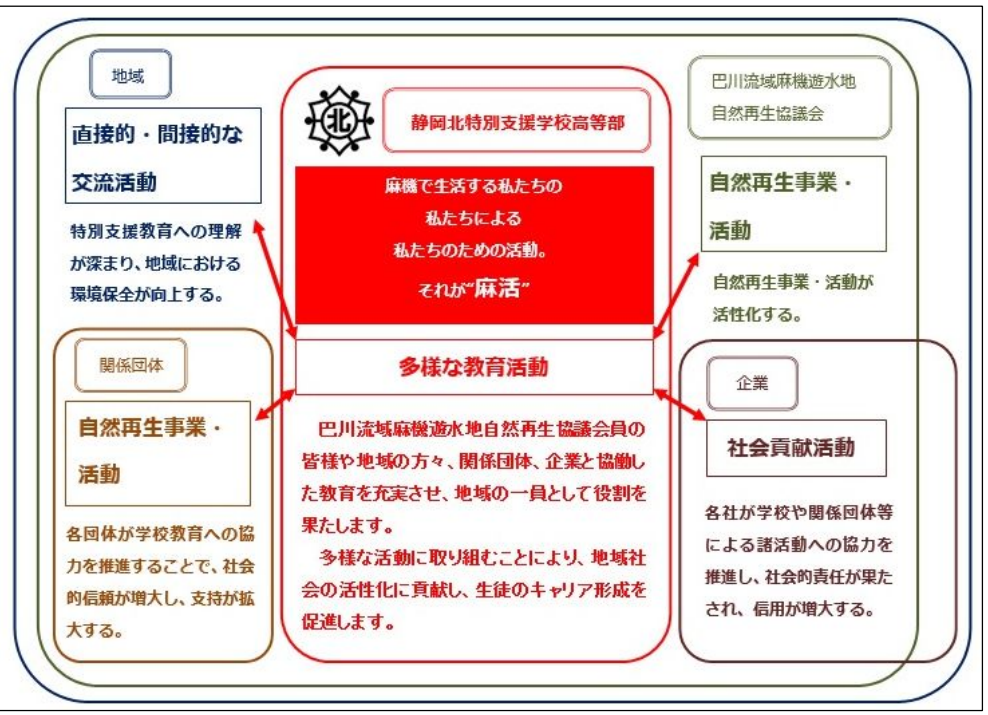 地域
直接的・間接的な
交流活動
特別支援教育への理解
が深まり、地域における
環境保全が向上する。
関係団体
自然再生事業・
活動
各団体が学校教育への協
力を推進することで、社会
的信頼が増大し、支持が拡
大する。
北
静岡北特別支援学校高等部
麻機で生活する私たちの
私たちによる
私たちのための活動。
それが“麻活”
多様な教育活動
巴川流域麻機遊水地自然再生協議会員の
皆様や地域の方々、関係団体、企業と協働し
た教育を充実させ、地域の一員として役割を
果たします。
多様な活動に取り組むことにより、地域社
会の活性化に貢献し、生徒のキャリア形成を
促進します。
巴川流域麻機遊水地
自然再生協議会
自然再生事業・
活動
自然再生事業・活動が
活性化する。
企業
社会貢献活動
各社が学校や関係団体等
による諸活動への協力を
推進し、社会的責任が果た
され、信用が増大する。